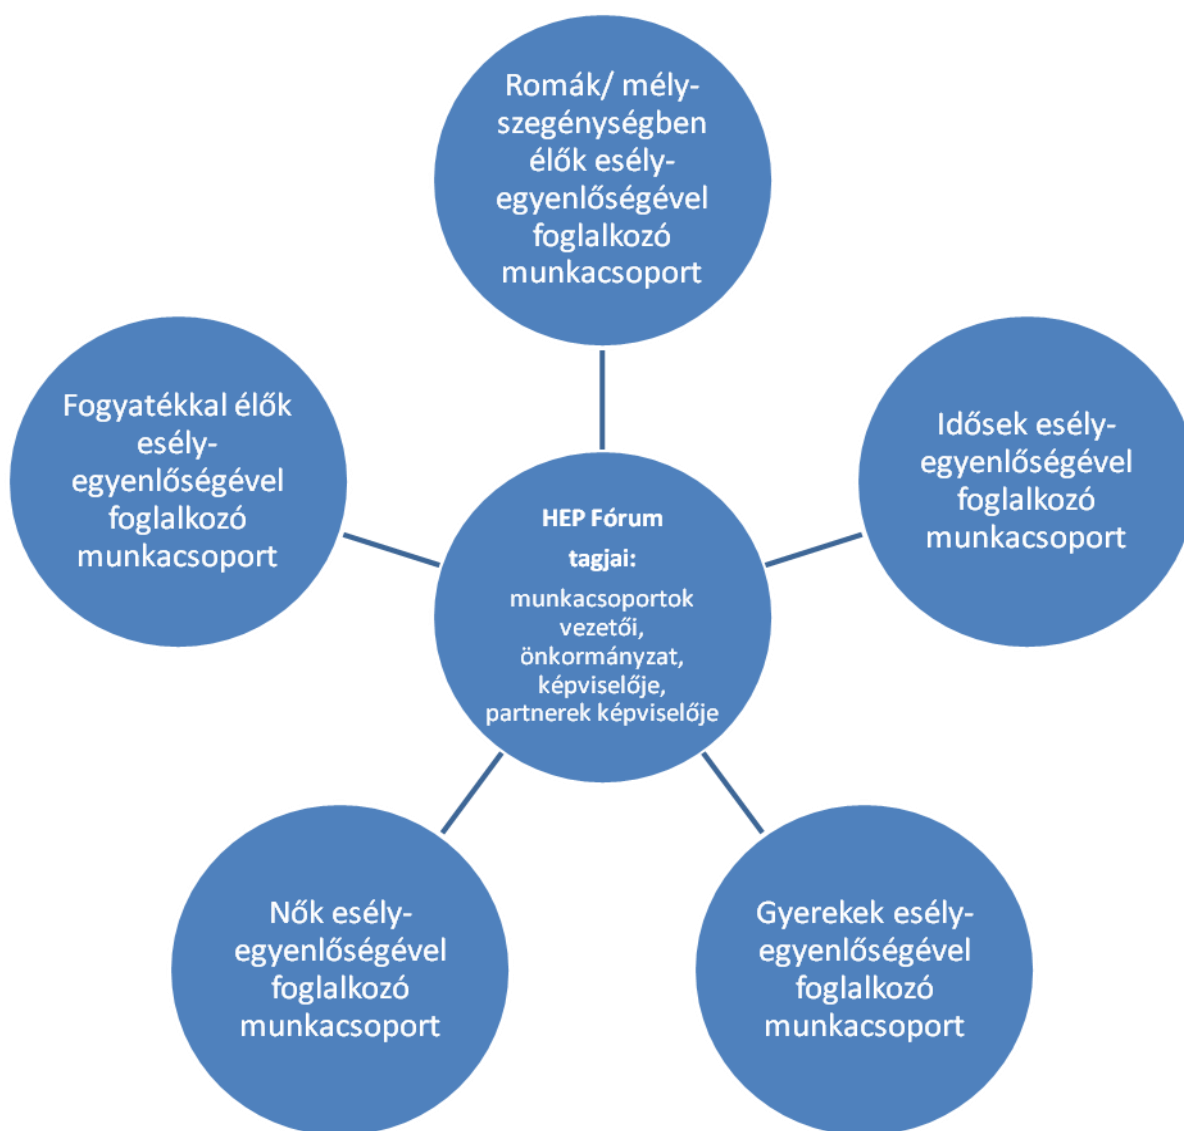 Romák/ mély-
szegénységben
élők esély-
egyenlőségével
foglalkozó
munkacsoport
Fogyatékkal élők
esély-
egyenlőségével
foglalkozó
munkacsoport
Idősek esély-
egyenlőségével
foglalkozó
munkacsoport
HEP Fórum
tagjai:
munkacsoportok
vezetői,
önkormányzat,
képviselője,
partnerek képviselője
Nők esély-
egyenlőségével
foglalkozó
munkacsoport
Gyerekek esély-
egyenlőségével
foglalkozó
munkacsoport